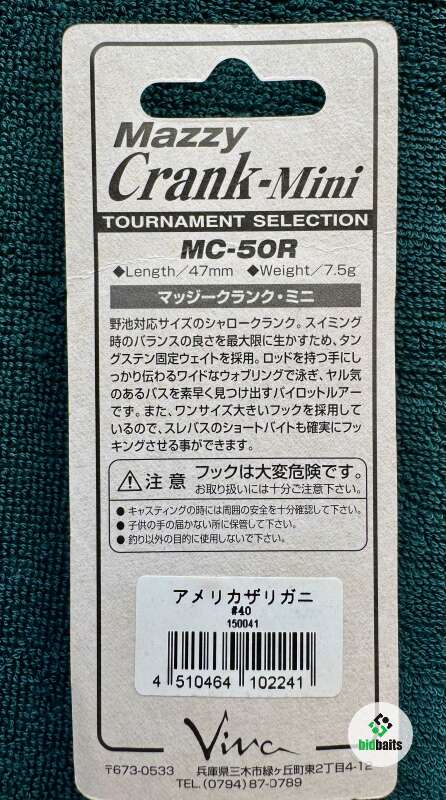 Mazzy
Crank-Mini
TOURNAMENT SELECTION
MC-50R
◆Length/47mm ◆Weight/7.5g
マッジークランク・ミニ
野池対応サイズのシャロークランク。スイミング
時のバランスの良さを最大限に生かすため、タン
グステン固定ウェイトを採用。ロッドを持つ手にし
っかり伝わるワイドなウォブリングで泳ぎ、ヤル気
のあるバスを素早く見つけ出すパイロットルアー
です。また、ワンサイズ大きいフックを採用して
いるので、スレバスのショートバイトも確実にフッ
キングさせる事ができます。
注意 フックは大変危険です。
お取り扱いには十分ご注意下さい。
● キャスティングの時には周囲の安全を十分確認して下さい。
● 子供の手の届かない所に保管して下さい。
● 釣り以外の目的に使用しないで下さい。
アメリカザリガニ
#40
150041
4 510464 102241
Viva
〒673-0533 兵庫県三木市緑ヶ丘町東2丁目4-12
TEL.(0794)87-0789
bidbaits